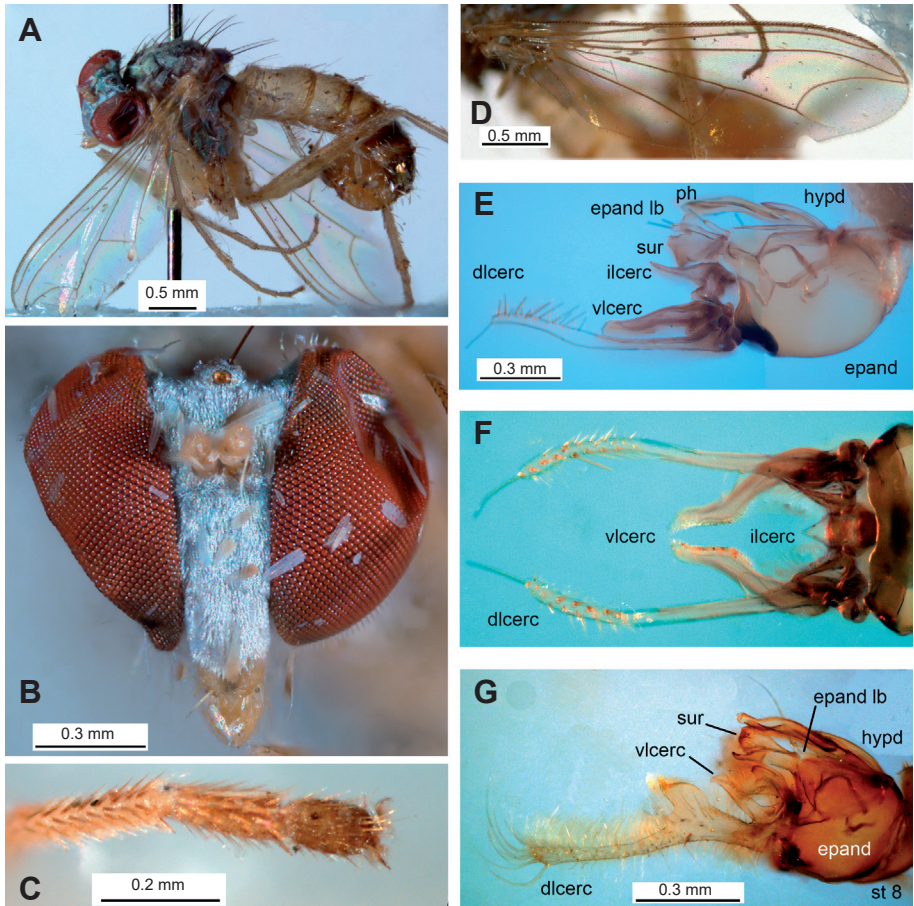 A
0.5 mm
B
0.3 mm
C
0.2 mm
D
0.5 mm
E
ph
hypd
epand lb
sur
ilcerc
dlcerc
vlcerc
0.3 mm
epand
F
vlcerc
ilcerc
dlcerc
G
epand lb
sur
hypd
vlcerc
epand
dlcerc
0.3 mm
st 8